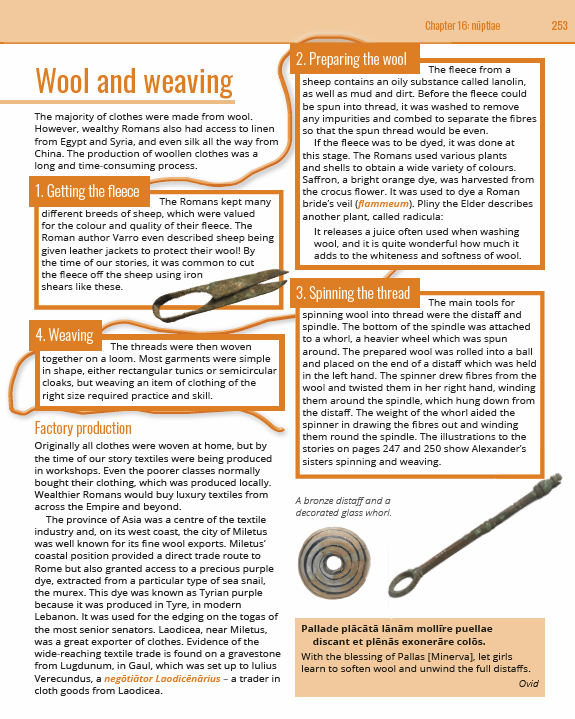 Chapter 16: nūptiae
253
Wool and weaving
The majority of clothes were made from wool.
However, wealthy Romans also had access to linen
from Egypt and Syria, and even silk all the way from
China. The production of woollen clothes was a
long and time-consuming process.
1. Getting the fleece
The Romans kept many
different breeds of sheep, which were valued
for the colour and quality of their fleece. The
Roman author Varro even described sheep being
given leather jackets to protect their wool! By
the time of our stories, it was common to cut
the fleece off the sheep using iron
shears like these.
2. Preparing the wool
The fleece from a
sheep contains an oily substance called lanolin,
as well as mud and dirt. Before the fleece could
be spun into thread, it was washed to remove
any impurities and combed to separate the fibres
so that the spun thread would be even.
If the fleece was to be dyed, it was done at
this stage. The Romans used various plants
and shells to obtain a wide variety of colours.
Saffron, a bright orange dye, was harvested from
the crocus flower. It was used to dye a Roman
bride's veil (flammeum). Pliny the Elder describes
another plant, called radicula:
It releases a juice often used when washing
wool, and it is quite wonderful how much it
adds to the whiteness and softness of wool.
3. Spinning the thread
The main tools for
spinning wool into thread were the distaff and
spindle. The bottom of the spindle was attached
to a whorl, a heavier wheel which was spun
around. The prepared wool was rolled into a ball
and placed on the end of a distaff which was held
in the left hand. The spinner drew fibres from the
wool and twisted them in her right hand, winding
them around the spindle, which hung down from
the distaff. The weight of the whorl aided the
spinner in drawing the fibres out and winding
them round the spindle. The illustrations to the
stories on pages 247 and 250 show Alexander's
sisters spinning and weaving.
4. Weaving
The threads were then woven
together on a loom. Most garments were simple
in shape, either rectangular tunics or semicircular
cloaks, but weaving an item of clothing of the
right size required practice and skill.
Factory production
Originally all clothes were woven at home, but by
the time of our story textiles were being produced
in workshops. Even the poorer classes normally
bought their clothing, which was produced locally.
Wealthier Romans would buy luxury textiles from
across the Empire and beyond.
The province of Asia was a centre of the textile
industry and, on its west coast, the city of Miletus
was well known for its fine wool exports. Miletus'
coastal position provided a direct trade route to
Rome but also granted access to a precious purple
dye, extracted from a particular type of sea snail,
the murex. This dye was known as Tyrian purple
because it was produced in Tyre, in modern
Lebanon. It was used for the edging on the togas of
the most senior senators. Laodicea, near Miletus,
was a great exporter of clothes. Evidence of the
wide-reaching textile trade is found on a gravestone
from Lugdunum, in Gaul, which was set up to Iulius
Verecundus, a negōtiātor Laodicēnārius – a trader in
cloth goods from Laodicea.
A bronze distaff and a
decorated glass whorl.
Pallade plācātā lānām mollīre puellae
discant et plēnās exonerāre colōs.
With the blessing of Pallas [Minerva], let girls
learn to soften wool and unwind the full distaffs.
Ovid